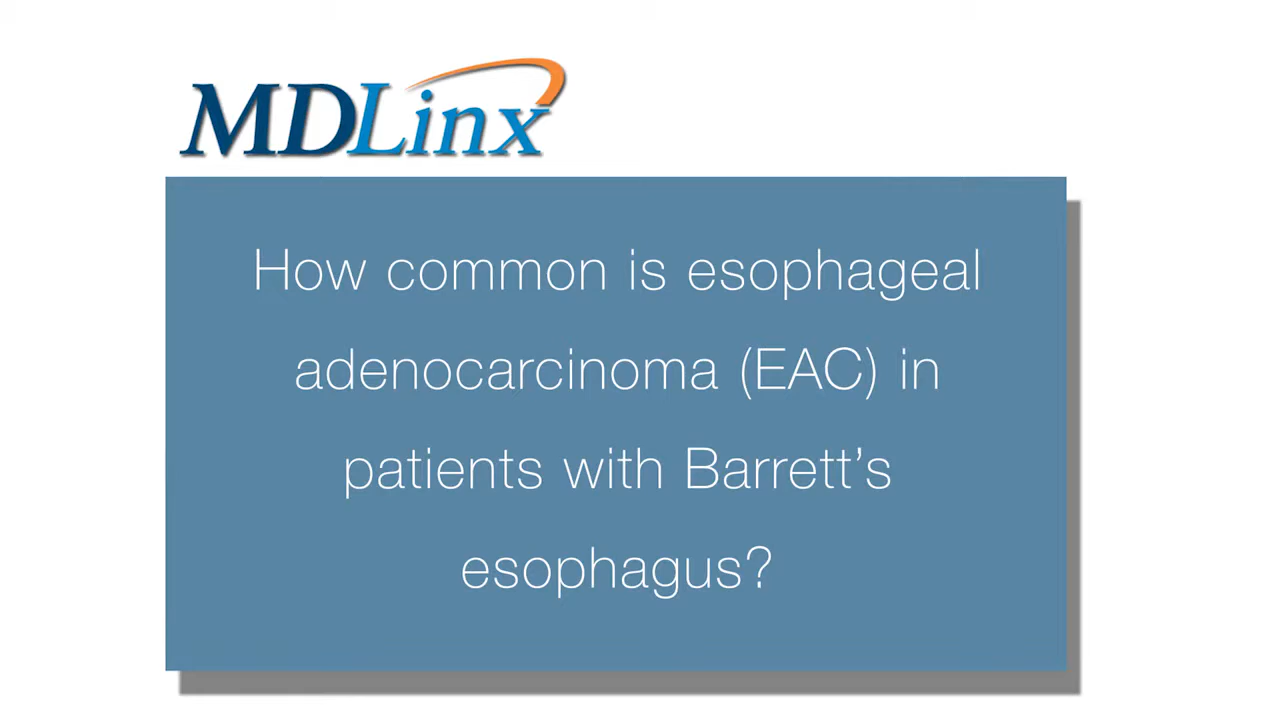 MDLinx
How common is esophageal
adenocarcinoma (EAC) in
patients with Barrett’s
esophagus?